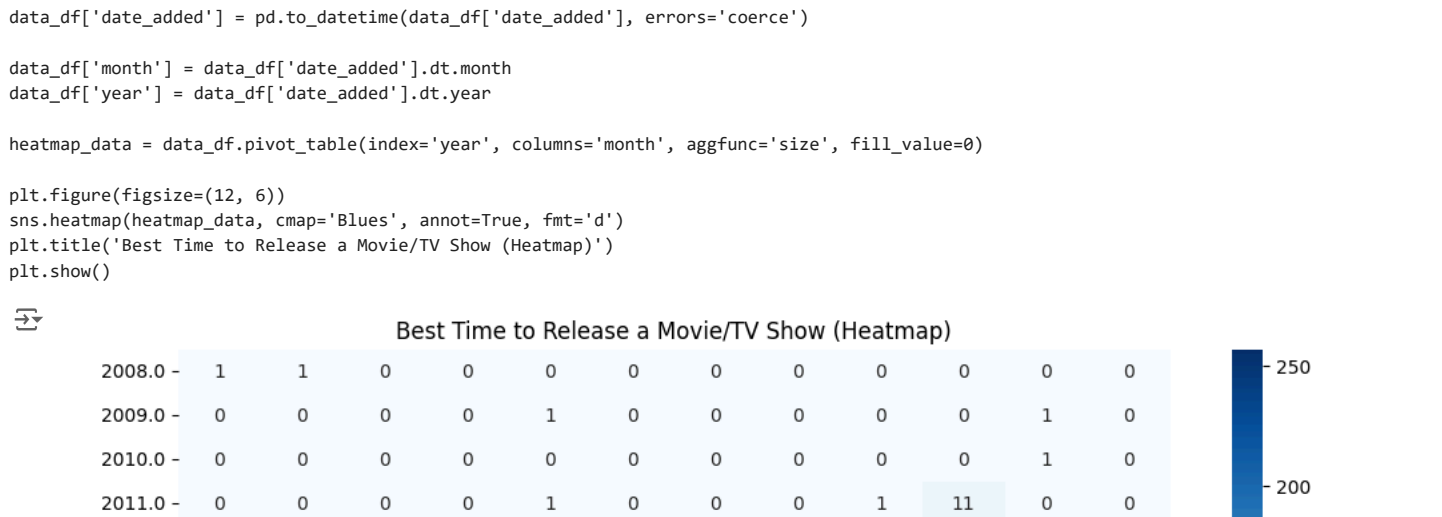 data_df['date_added'] = pd.to_datetime(data_df['date_added'], errors='coerce')
data_df['month'] = data_df['date_added'].dt.month
data_df['year'] = data_df['date_added'].dt.year
heatmap_data = data_df.pivot_table(index='year', columns='month', aggfunc='size', fill_value=0)
plt.figure(figsize=(12, 6))
sns.heatmap(heatmap_data, cmap='Blues', annot=True, fmt='d')
plt.title('Best Time to Release a Movie/TV Show (Heatmap)')
plt.show()
Best Time to Release a Movie/TV Show (Heatmap)
2008.0 1 1 0 0 0 0 0 0 0 0 0 0 250
2009.0 0 0 0 0 1 0 0 0 0 0 1 0
2010.0 0 0 0 0 0 0 0 0 0 0 1 0
2011.0 0 0 0 0 1 0 0 0 1 11 0 0 200